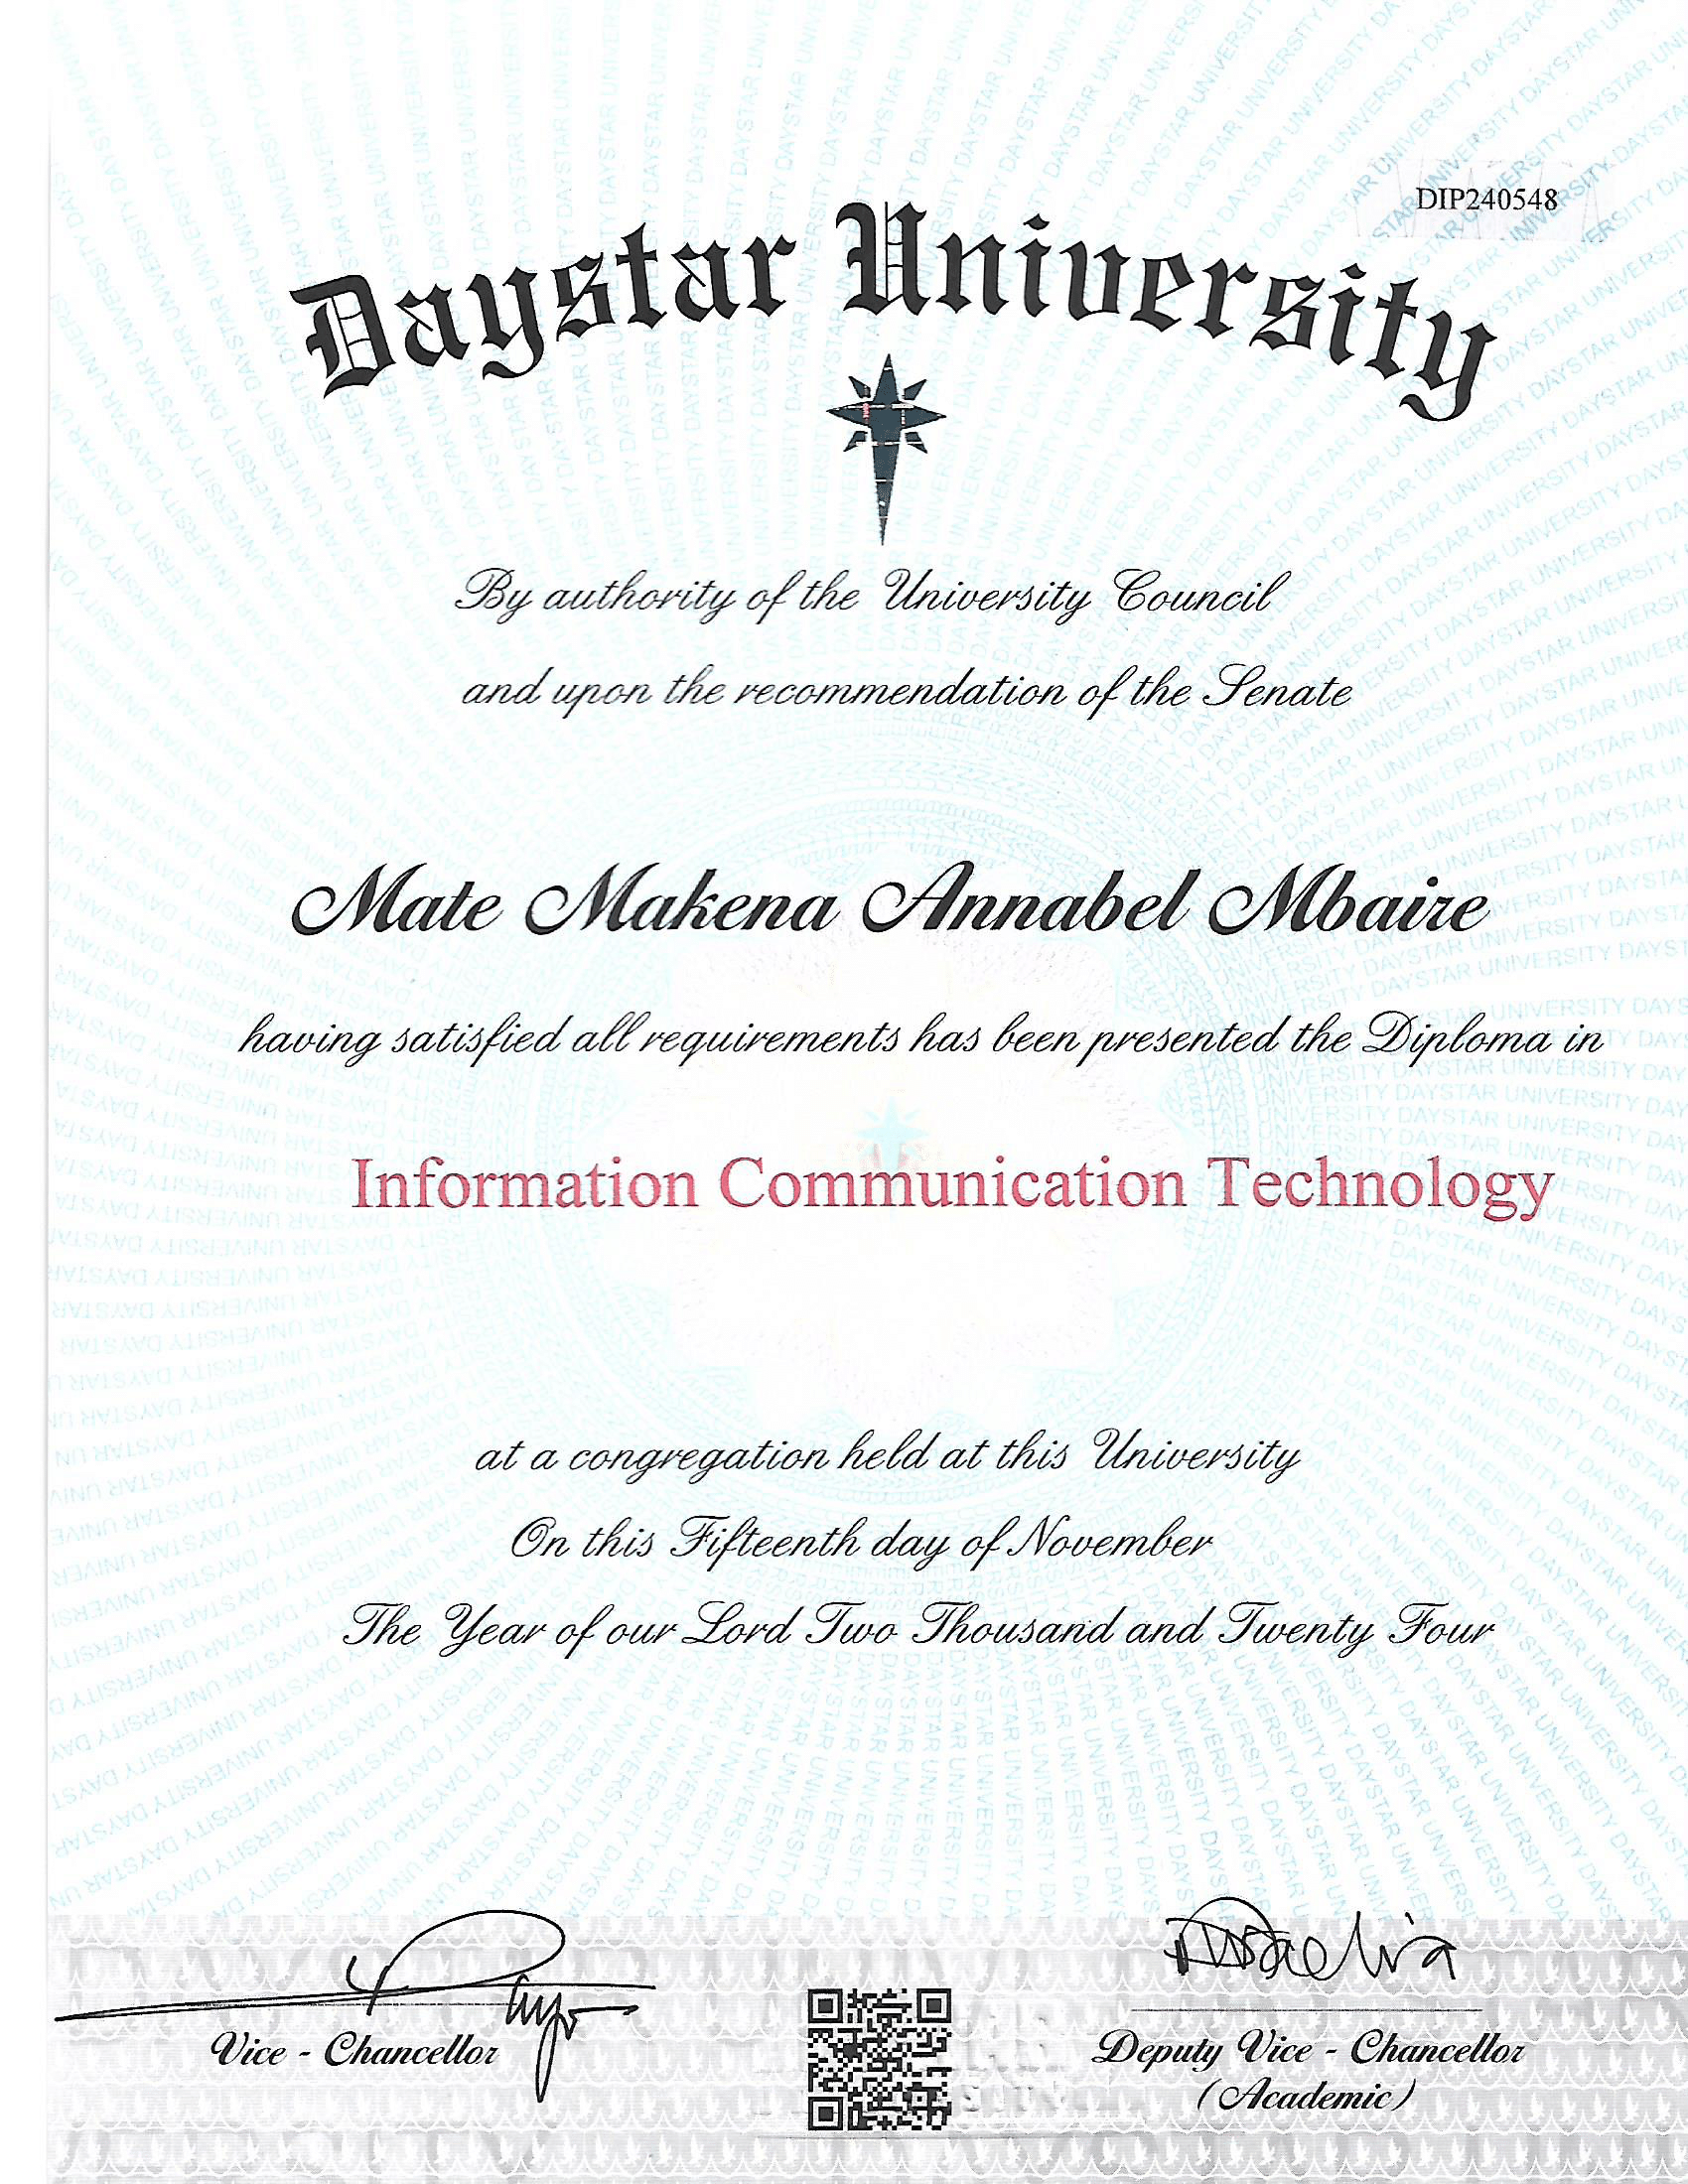 DIP240548
Daystar University
By authority of the University Council
and upon the recommendation of the Senate
Mate Makena Annabel Mbaire
having satisfied all requirements has been presented the Diploma in
Information Communication Technology
at a congregation held at this University
On this Fifteenth day of November
The Year of our Lord Two Thousand and Twenty Four
Vice - Chancellor
Deputy Vice - Chancellor
(Academic)